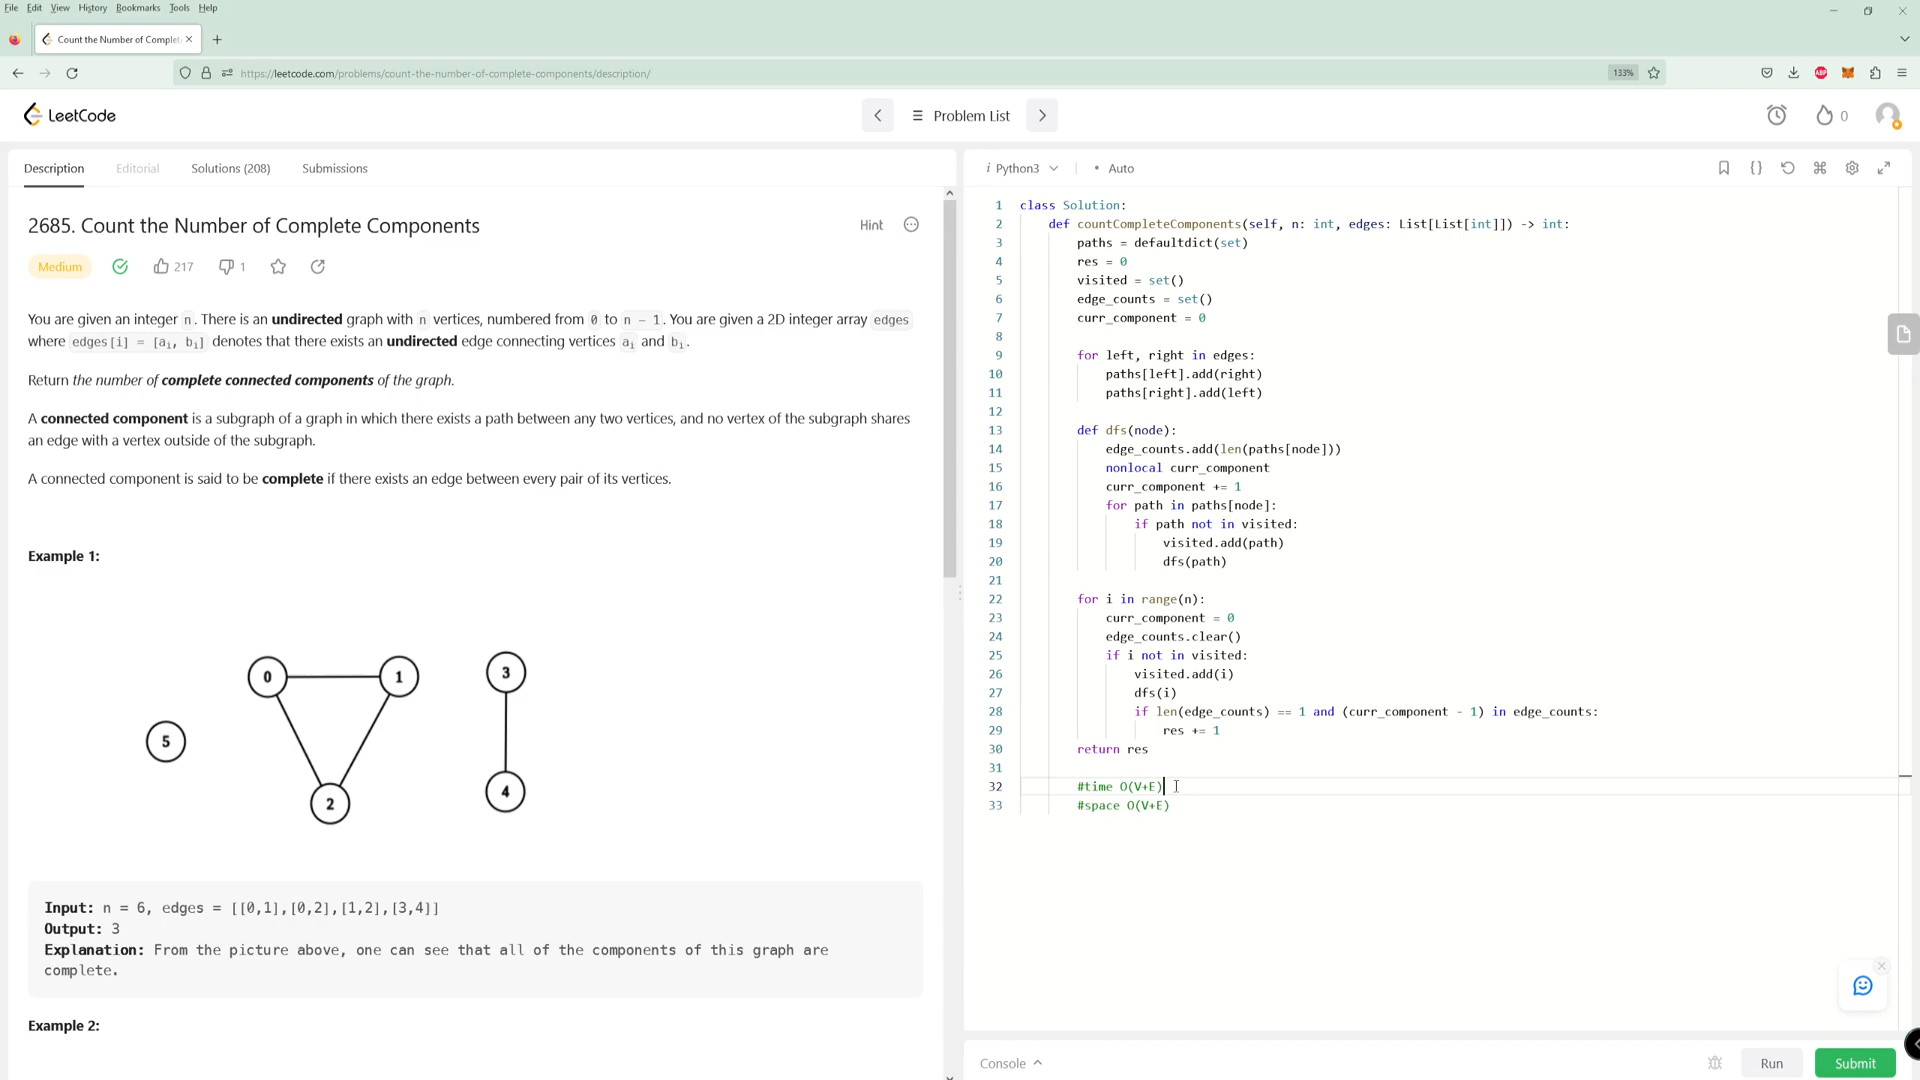 File Edit View History Bookmarks Tools Help
Count the Number of Complet
https://leetcode.com/problems/count-the-number-of-complete-components/description/
133%
ABP
LeetCode
Problem List
0
Description Editorial Solutions (208) Submissions
2685. Count the Number of Complete Components
Hint
Medium
217
1
You are given an integer n. There is an undirected graph with n vertices, numbered from 0 to n - 1. You are given a 2D integer array edges
where edges[i] = [ai, bi] denotes that there exists an undirected edge connecting vertices ai and bi.
Return the number of complete connected components of the graph.
A connected component is a subgraph of a graph in which there exists a path between any two vertices, and no vertex of the subgraph shares
an edge with a vertex outside of the subgraph.
A connected component is said to be complete if there exists an edge between every pair of its vertices.
Example 1:
0 1 3
5
2 4
Input: n = 6, edges = [[0,1],[0,2],[1,2],[3,4]]
Output: 3
Explanation: From the picture above, one can see that all of the components of this graph are
complete.
Example 2:
i Python3 • Auto
1 class Solution:
2 def countCompleteComponents(self, n: int, edges: List[List[int]]) -> int:
3 paths = defaultdict(set)
4 res = 0
5 visited = set()
6 edge_counts = set()
7 curr_component = 0
8
9 for left, right in edges:
10 paths[left].add(right)
11 paths[right].add(left)
12
13 def dfs(node):
14 edge_counts.add(len(paths[node]))
15 nonlocal curr_component
16 curr_component += 1
17 for path in paths[node]:
18 if path not in visited:
19 visited.add(path)
20 dfs(path)
21
22 for i in range(n):
23 curr_component = 0
24 edge_counts.clear()
25 if i not in visited:
26 visited.add(i)
27 dfs(i)
28 if len(edge_counts) == 1 and (curr_component - 1) in edge_counts:
29 res += 1
30 return res
31
32 #time O(V+E)
33 #space O(V+E)
Console
Run
Submit